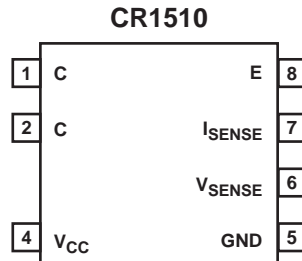 CR1510
1 C E 8
2 C ISENSE 7
VSENSE 6
4 VCC GND 5